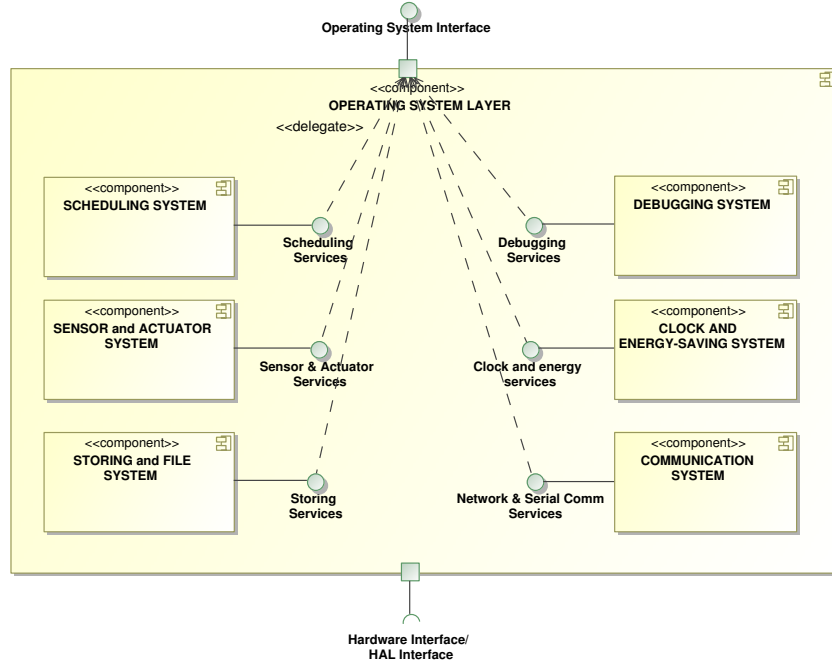 Operating System Interface
<<component>>
OPERATING SYSTEM LAYER
<<delegate>>
<<component>>
SCHEDULING SYSTEM
Scheduling
Services
<<component>>
DEBUGGING SYSTEM
Debugging
Services
<<component>>
SENSOR and ACTUATOR
SYSTEM
Sensor & Actuator
Services
<<component>>
CLOCK AND
ENERGY-SAVING SYSTEM
Clock and energy
services
<<component>>
STORING and FILE
SYSTEM
Storing
Services
<<component>>
COMMUNICATION
SYSTEM
Network & Serial Comm
Services
Hardware Interface/
HAL Interface